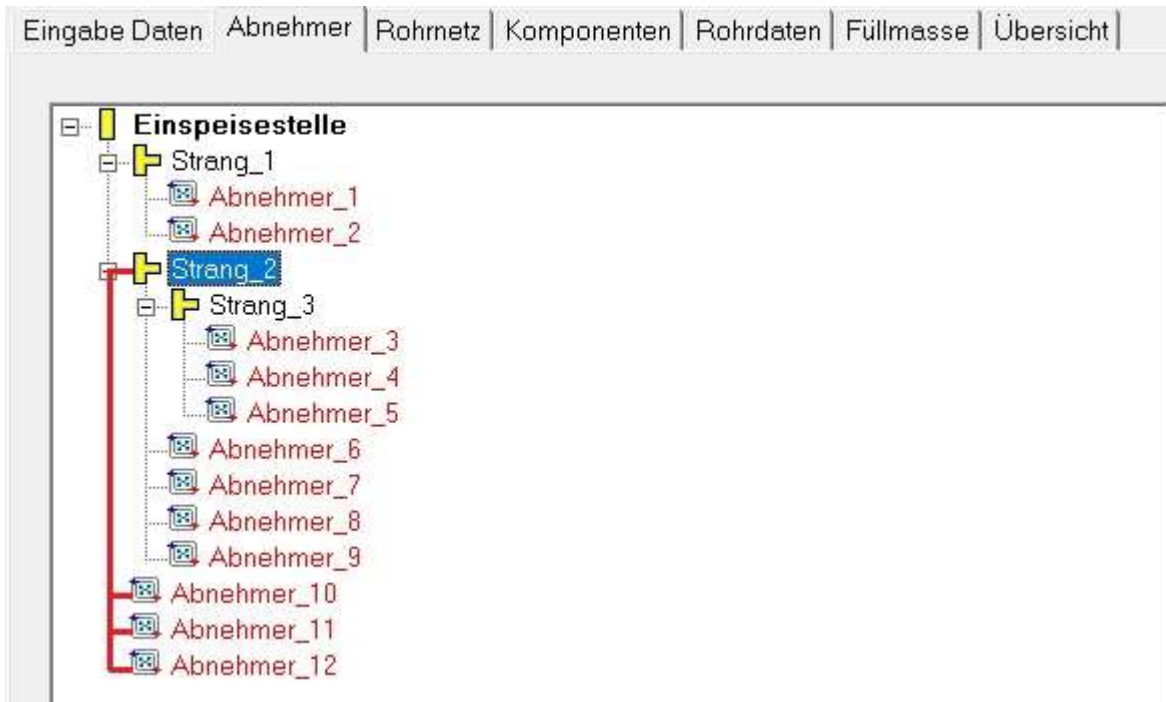 Eingabe Daten Abnehmer Rohrnetz Komponenten Rohrdaten Füllmasse Übersicht
Einspeisestelle
Strang_1
Abnehmer_1
Abnehmer_2
Strang_2
Strang_3
Abnehmer_3
Abnehmer_4
Abnehmer_5
Abnehmer_6
Abnehmer_7
Abnehmer_8
Abnehmer_9
Abnehmer_10
Abnehmer_11
Abnehmer_12